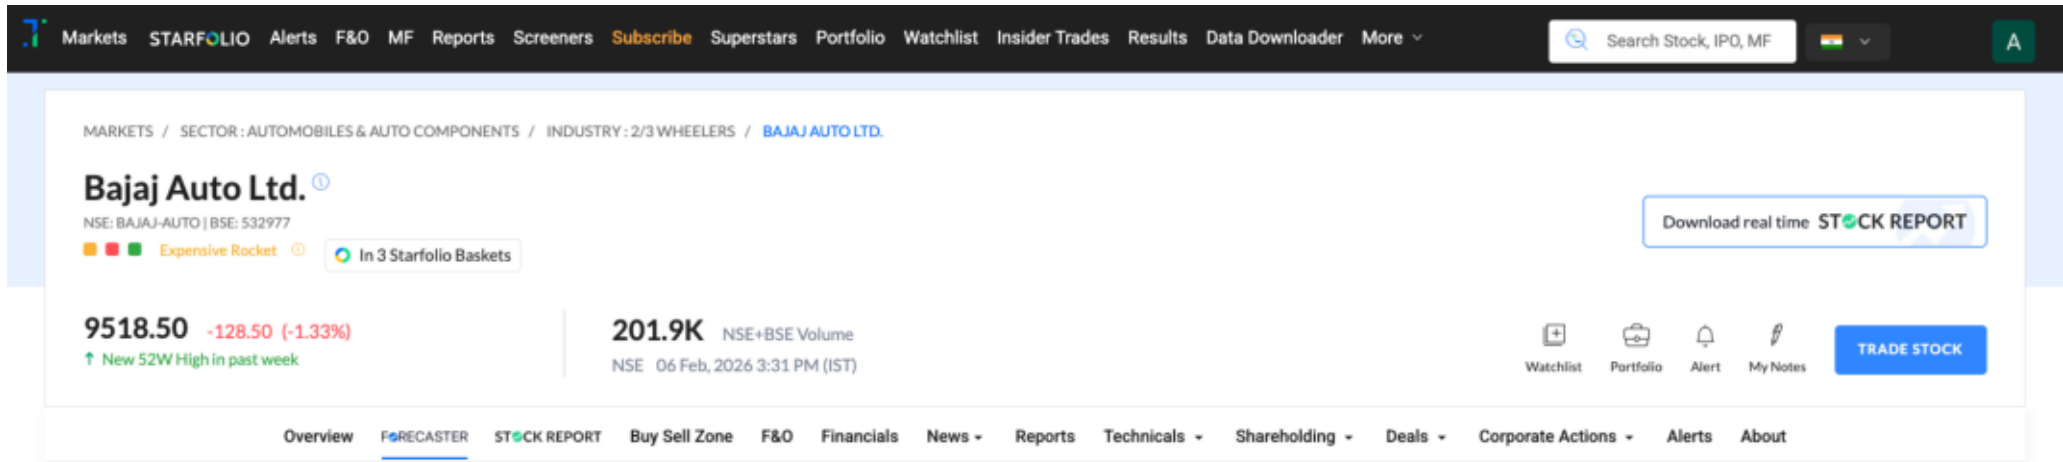 Markets STARFOLIO Alerts F&O MF Reports Screeners Subscribe Superstars Portfolio Watchlist Insider Trades Results Data Downloader More Search Stock, IPO, MF A
MARKETS / SECTOR : AUTOMOBILES & AUTO COMPONENTS / INDUSTRY : 2/3 WHEELERS / BAJAJ AUTO LTD.
Bajaj Auto Ltd.
NSE: BAJAJ-AUTO | BSE: 532977
Expensive Rocket In 3 Starfolio Baskets
Download real time STOCK REPORT
9518.50 -128.50 (-1.33%)
↑ New 52W High in past week
201.9K NSE+BSE Volume
NSE 06 Feb, 2026 3:31 PM (IST)
Watchlist Portfolio Alert My Notes TRADE STOCK
Overview FORECASTER STOCK REPORT Buy Sell Zone F&O Financials News Reports Technicals Shareholding Deals Corporate Actions Alerts About